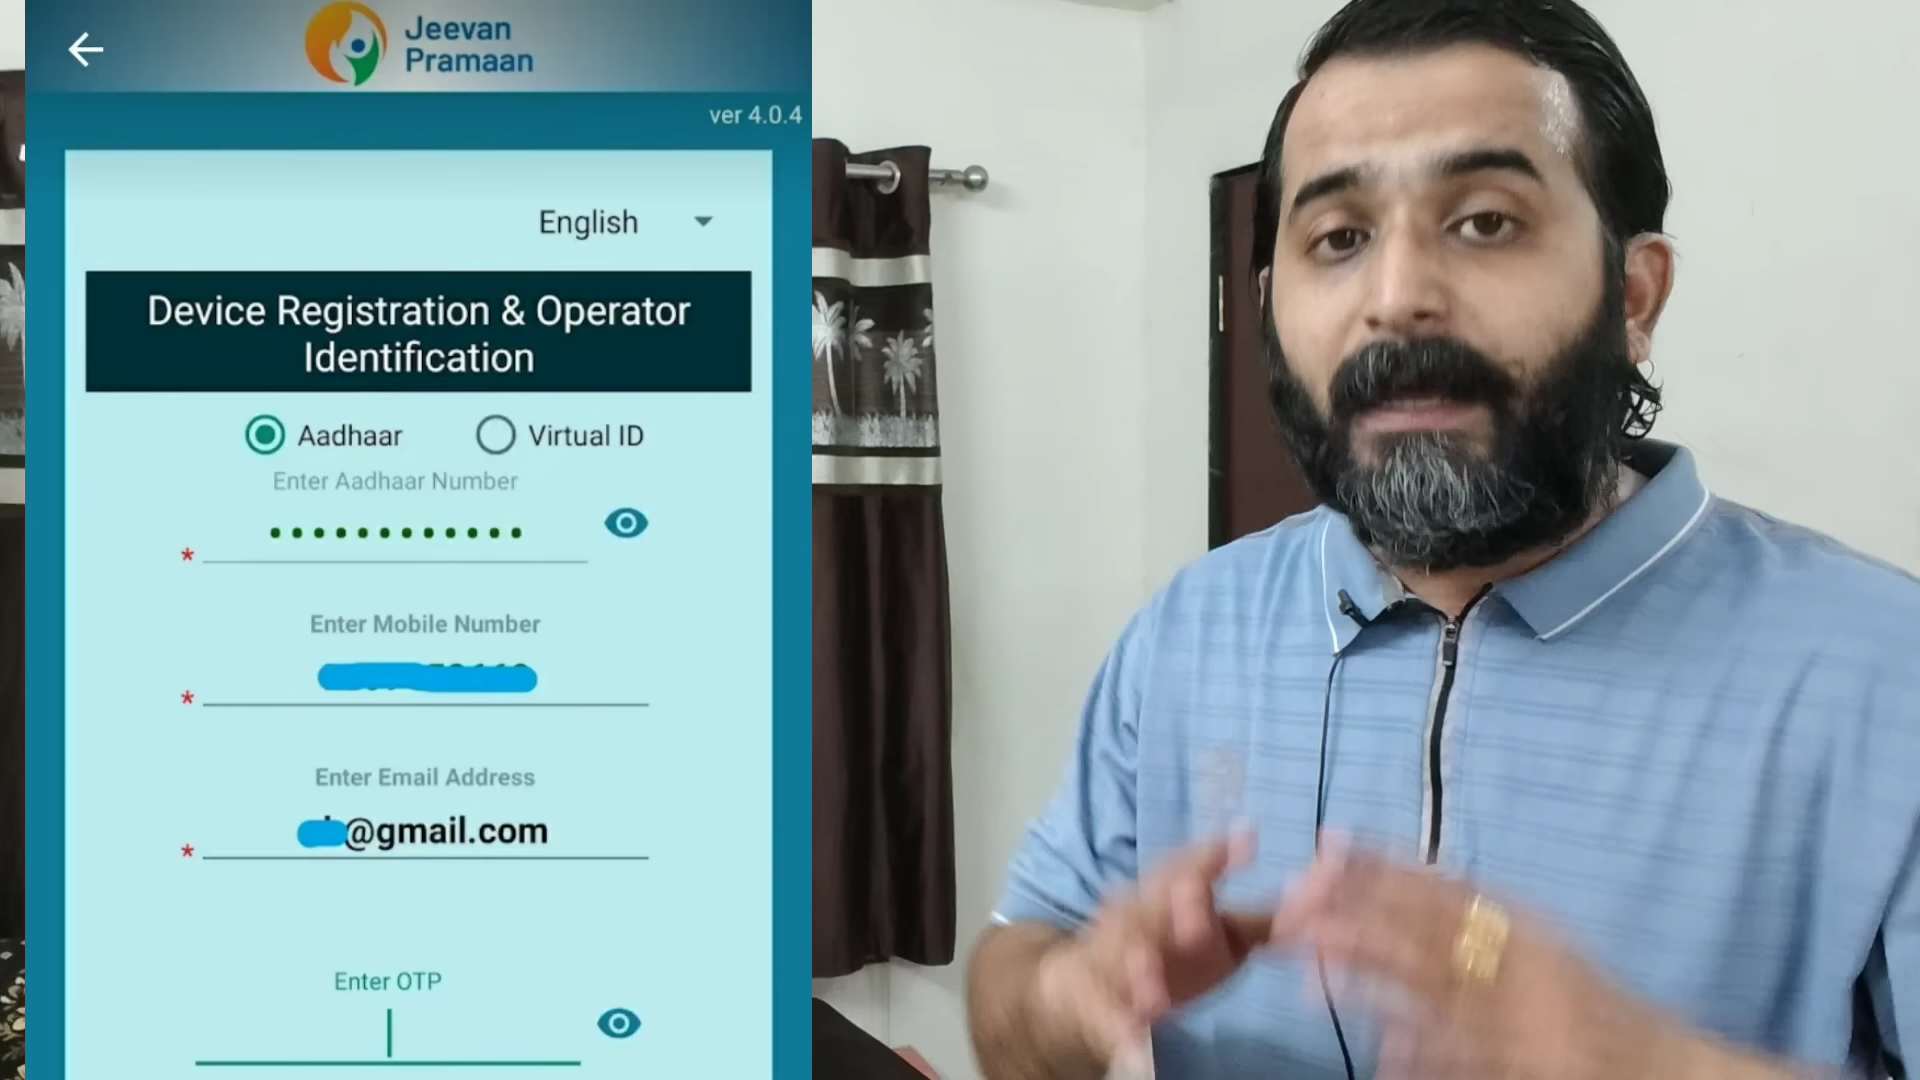 Jeevan
Pramaan
ver 4.0.4
English
Device Registration & Operator
Identification
Aadhaar
Virtual ID
Enter Aadhaar Number
*
Enter Mobile Number
*
Enter Email Address
@gmail.com
*
Enter OTP